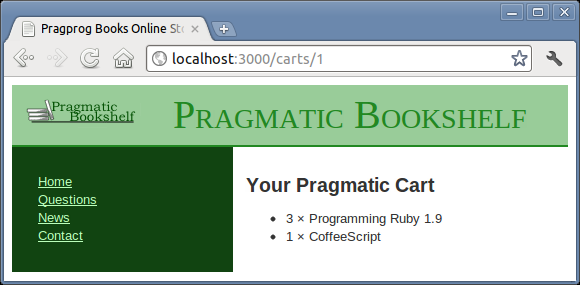 Pragprog Books Online Sto
localhost:3000/carts/1
Pragmatic
Bookshelf
PRAGMATIC BOOKSHELF
Home
Questions
News
Contact
Your Pragmatic Cart
• 3 × Programming Ruby 1.9
• 1 × CoffeeScript